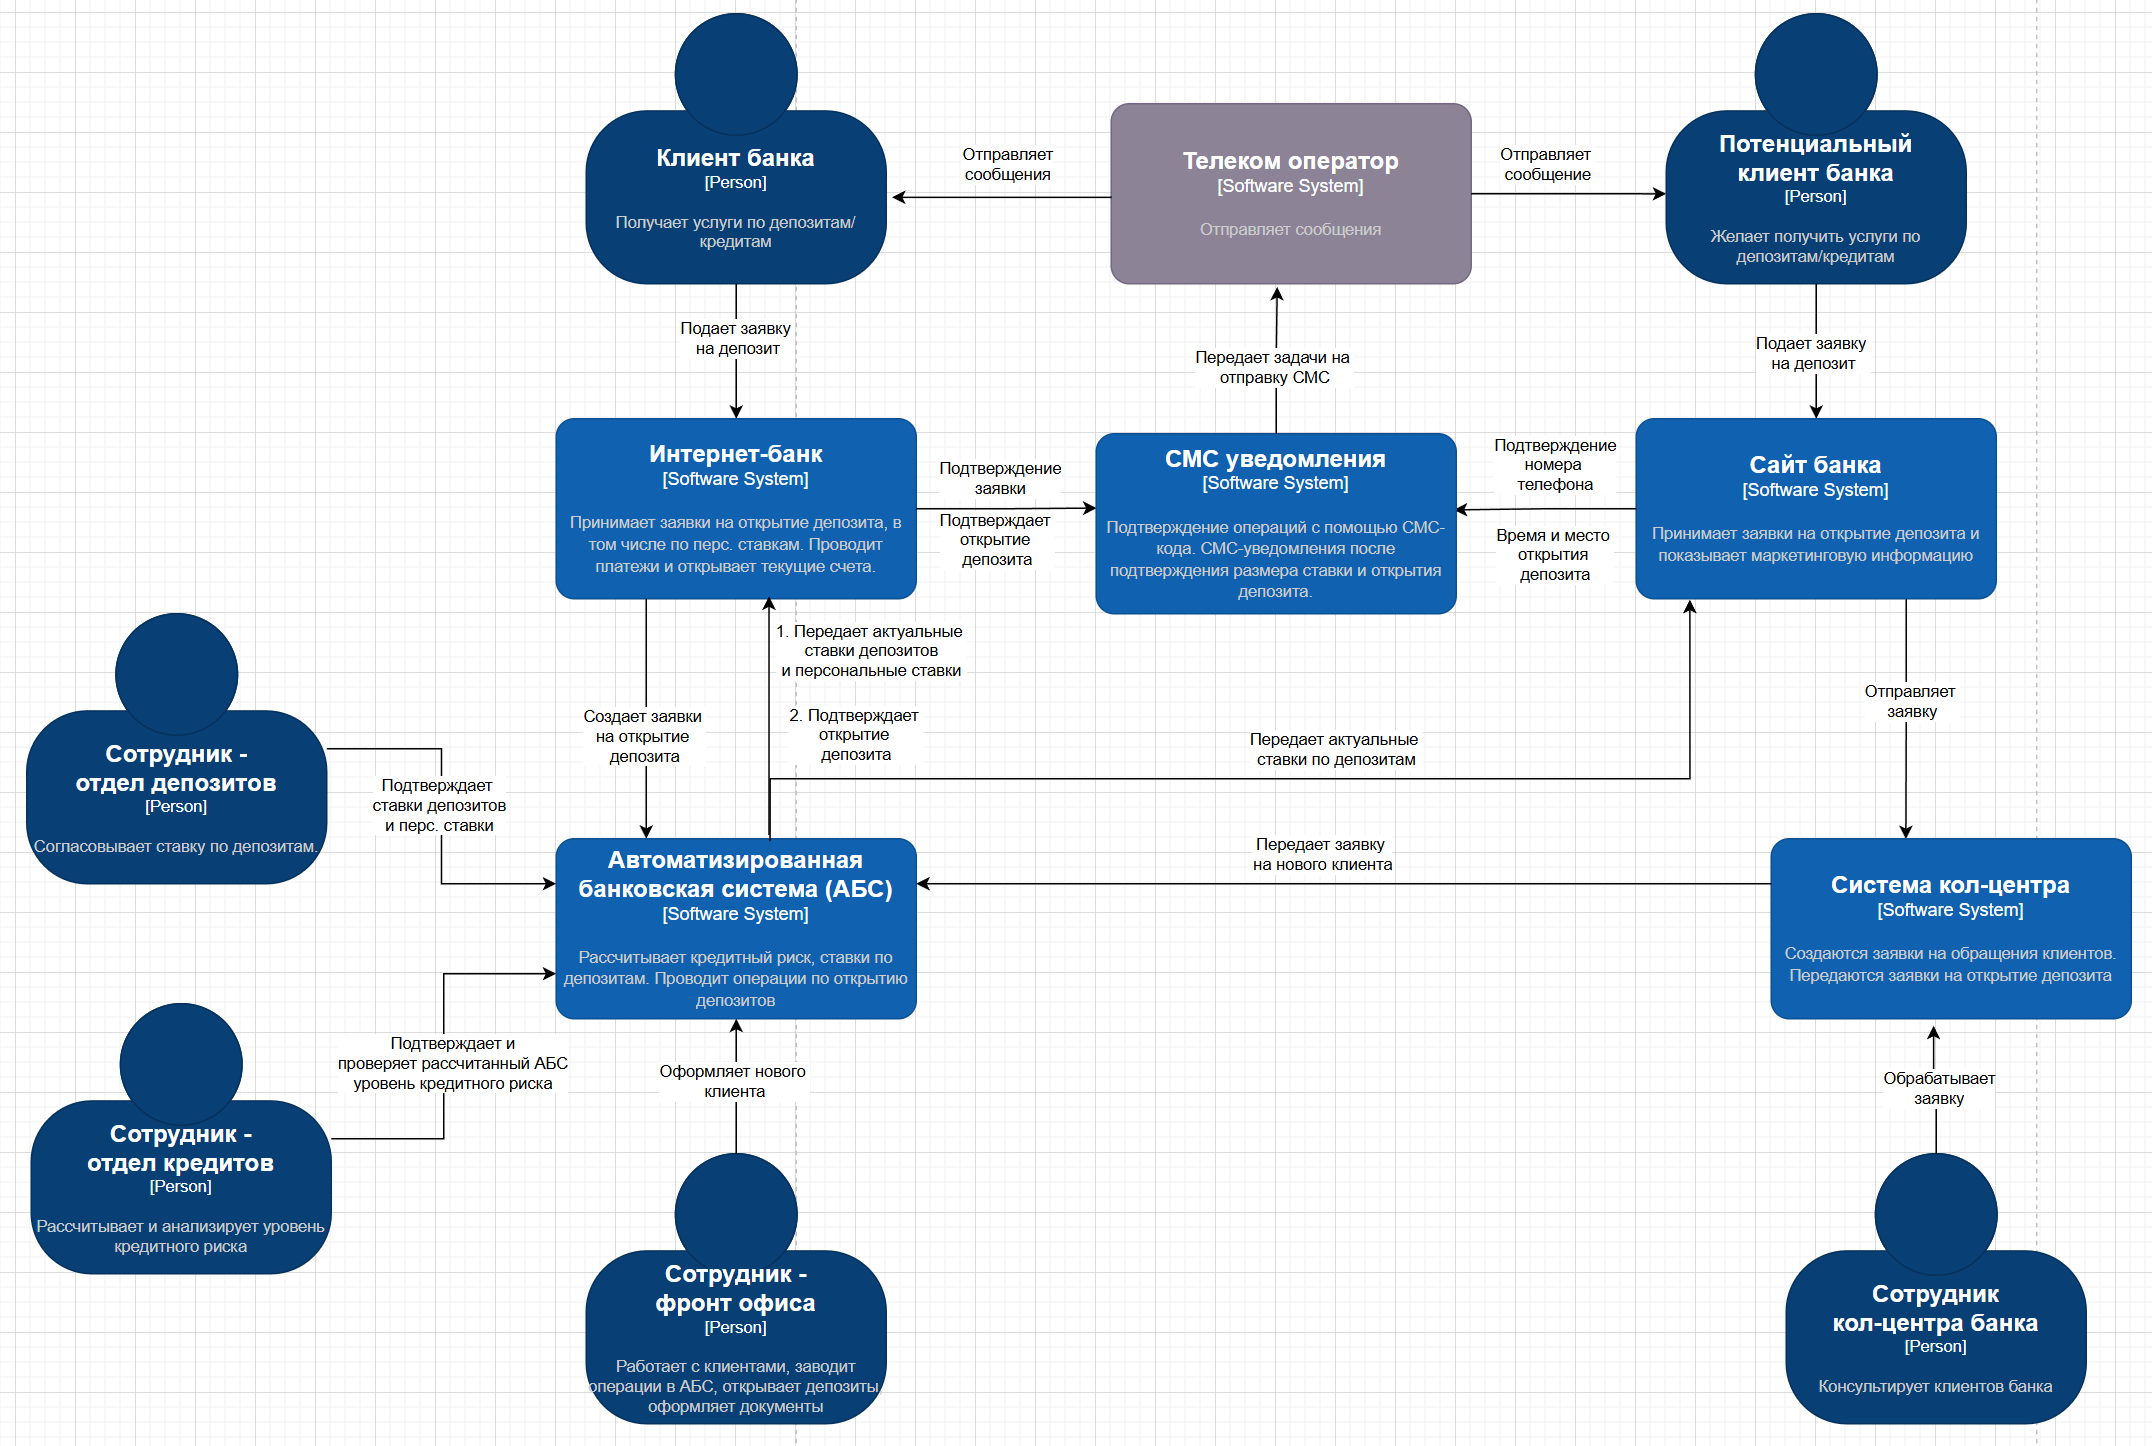 Клиент банка
[Person]
Получает услуги по депозитам/
кредитам
Отправляет
сообщения
Телеком оператор
[Software System]
Отправляет сообщения
Отправляет
сообщение
Потенциальный
клиент банка
[Person]
Желает получить услуги по
депозитам/кредитам
Подает заявку
на депозит
Передает задачи на
отправку СМС
Подает заявку
на депозит
Интернет-банк
[Software System]
Принимает заявки на открытие депозита, в
том числе по перс. ставкам. Проводит
платежи и открывает текущие счета.
Подтверждение
заявки
Подтверждает
открытие
депозита
СМС уведомления
[Software System]
Подтверждение операций с помощью СМС-
кода. СМС-уведомления после
подтверждения размера ставки и открытия
депозита.
Подтверждение
номера
телефона
Время и место
открытия
депозита
Сайт банка
[Software System]
Принимает заявки на открытие депозита и
показывает маркетинговую информацию
1. Передает актуальные
ставки депозитов
и персональные ставки
2. Подтверждает
открытие
депозита
Создает заявки
на открытие
депозита
Отправляет
заявку
Передает актуальные
ставки по депозитам
Сотрудник -
отдел депозитов
[Person]
Согласовывает ставку по депозитам.
Подтверждает
ставки депозитов
и перс. ставки
Автоматизированная
банковская система (АБС)
[Software System]
Рассчитывает кредитный риск, ставки по
депозитам. Проводит операции по открытию
депозитов
Передает заявку
на нового клиента
Система кол-центра
[Software System]
Создаются заявки на обращения клиентов.
Передаются заявки на открытие депозита
Подтверждает и
проверяет рассчитанный АБС
уровень кредитного риска
Оформляет нового
клиента
Обрабатывает
заявку
Сотрудник -
отдел кредитов
[Person]
Рассчитывает и анализирует уровень
кредитного риска
Сотрудник -
фронт офиса
[Person]
Работает с клиентами, заводит
операции в АБС, открывает депозиты
оформляет документы
Сотрудник
кол-центра банка
[Person]
Консультирует клиентов банка